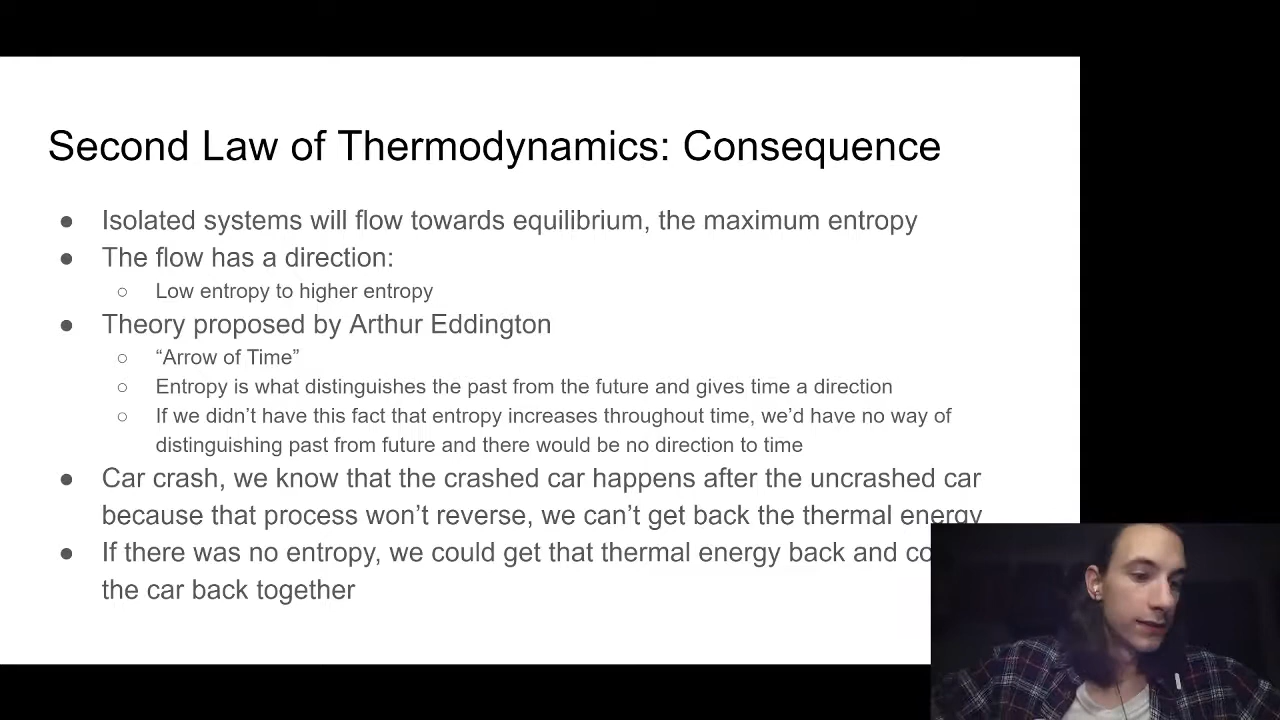 Second Law of Thermodynamics: Consequence
● Isolated systems will flow towards equilibrium, the maximum entropy
● The flow has a direction:
○ Low entropy to higher entropy
● Theory proposed by Arthur Eddington
○ “Arrow of Time”
○ Entropy is what distinguishes the past from the future and gives time a direction
○ If we didn’t have this fact that entropy increases throughout time, we’d have no way of
distinguishing past from future and there would be no direction to time
● Car crash, we know that the crashed car happens after the uncrashed car
because that process won’t reverse, we can’t get back the thermal energy
● If there was no entropy, we could get that thermal energy back and
the car back together